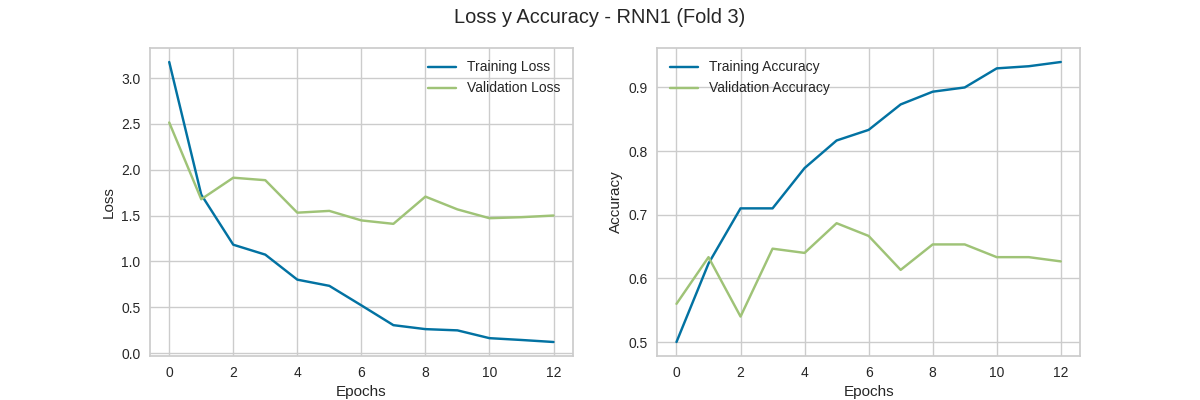 Loss y Accuracy - RNN1 (Fold 3)
Training Loss
Validation Loss
3.0
2.5
2.0
1.5
1.0
0.5
0.0
Loss
0 2 4 6 8 10 12
Epochs
Training Accuracy
Validation Accuracy
0.9
0.8
0.7
0.6
0.5
Accuracy
0 2 4 6 8 10 12
Epochs